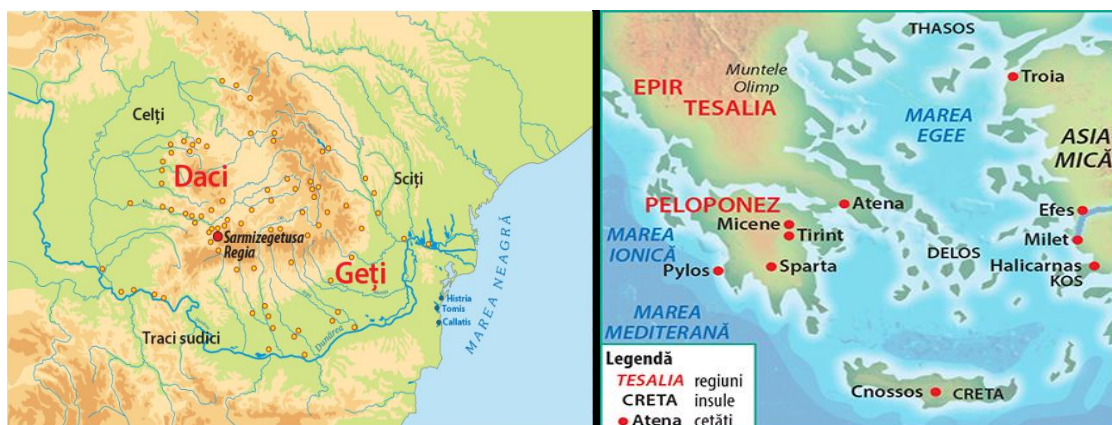 Celți
Daci
Sciți
Sarmizegetusa
Regia
Geți
Histria
Tomis
Callatis
MAREA NEAGRĂ
Traci sudici
Dunărea
THASOS
Muntele
Olimp
Troia
EPIR
TESALIA
MAREA
EGEE
ASIA
MICĂ
PELOPONEZ
Atena
Efes
Micene
Tirint
MAREA
IONICĂ
Milet
DELOS
Pylos
Sparta
Halicarnas
KOS
MAREA
MEDITERANĂ
Legendă
TESALIA regiuni
CRETA insule
Atena cetăți
Cnossos
CRETA